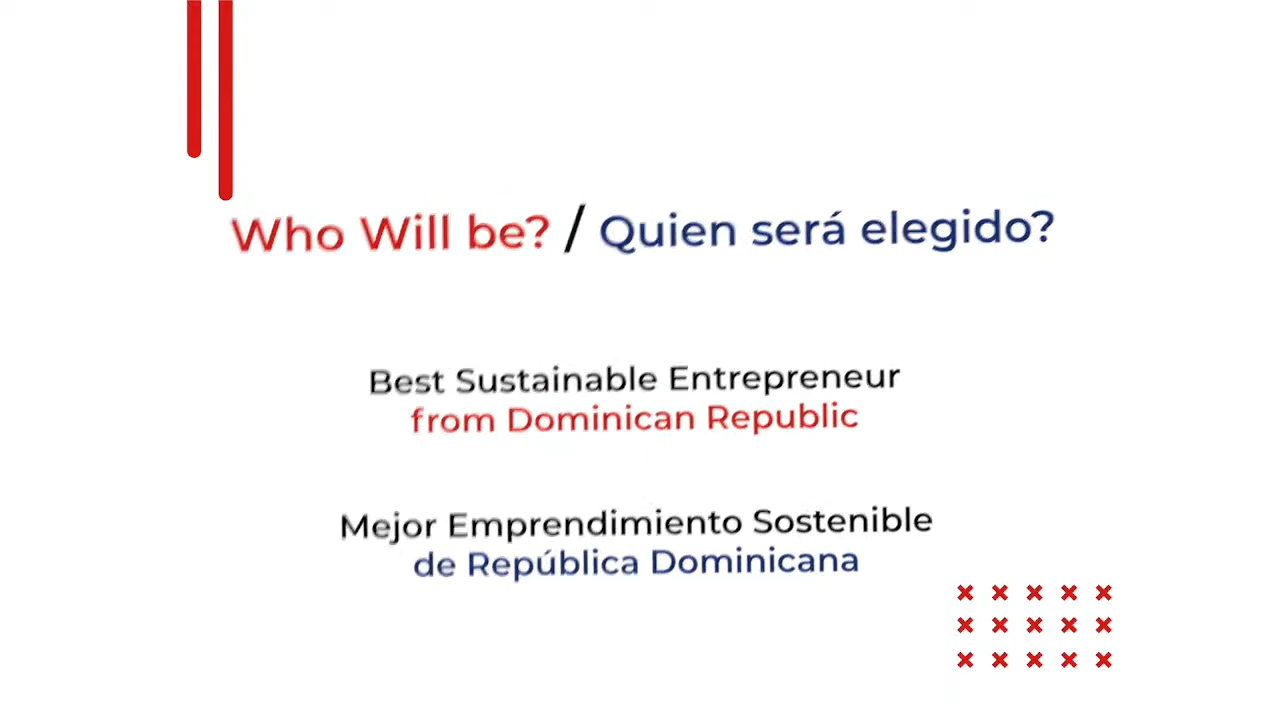 Who Will be? / Quien será elegido?
Best Sustainable Entrepreneur
from Dominican Republic
Mejor Emprendimiento Sostenible
de República Dominicana